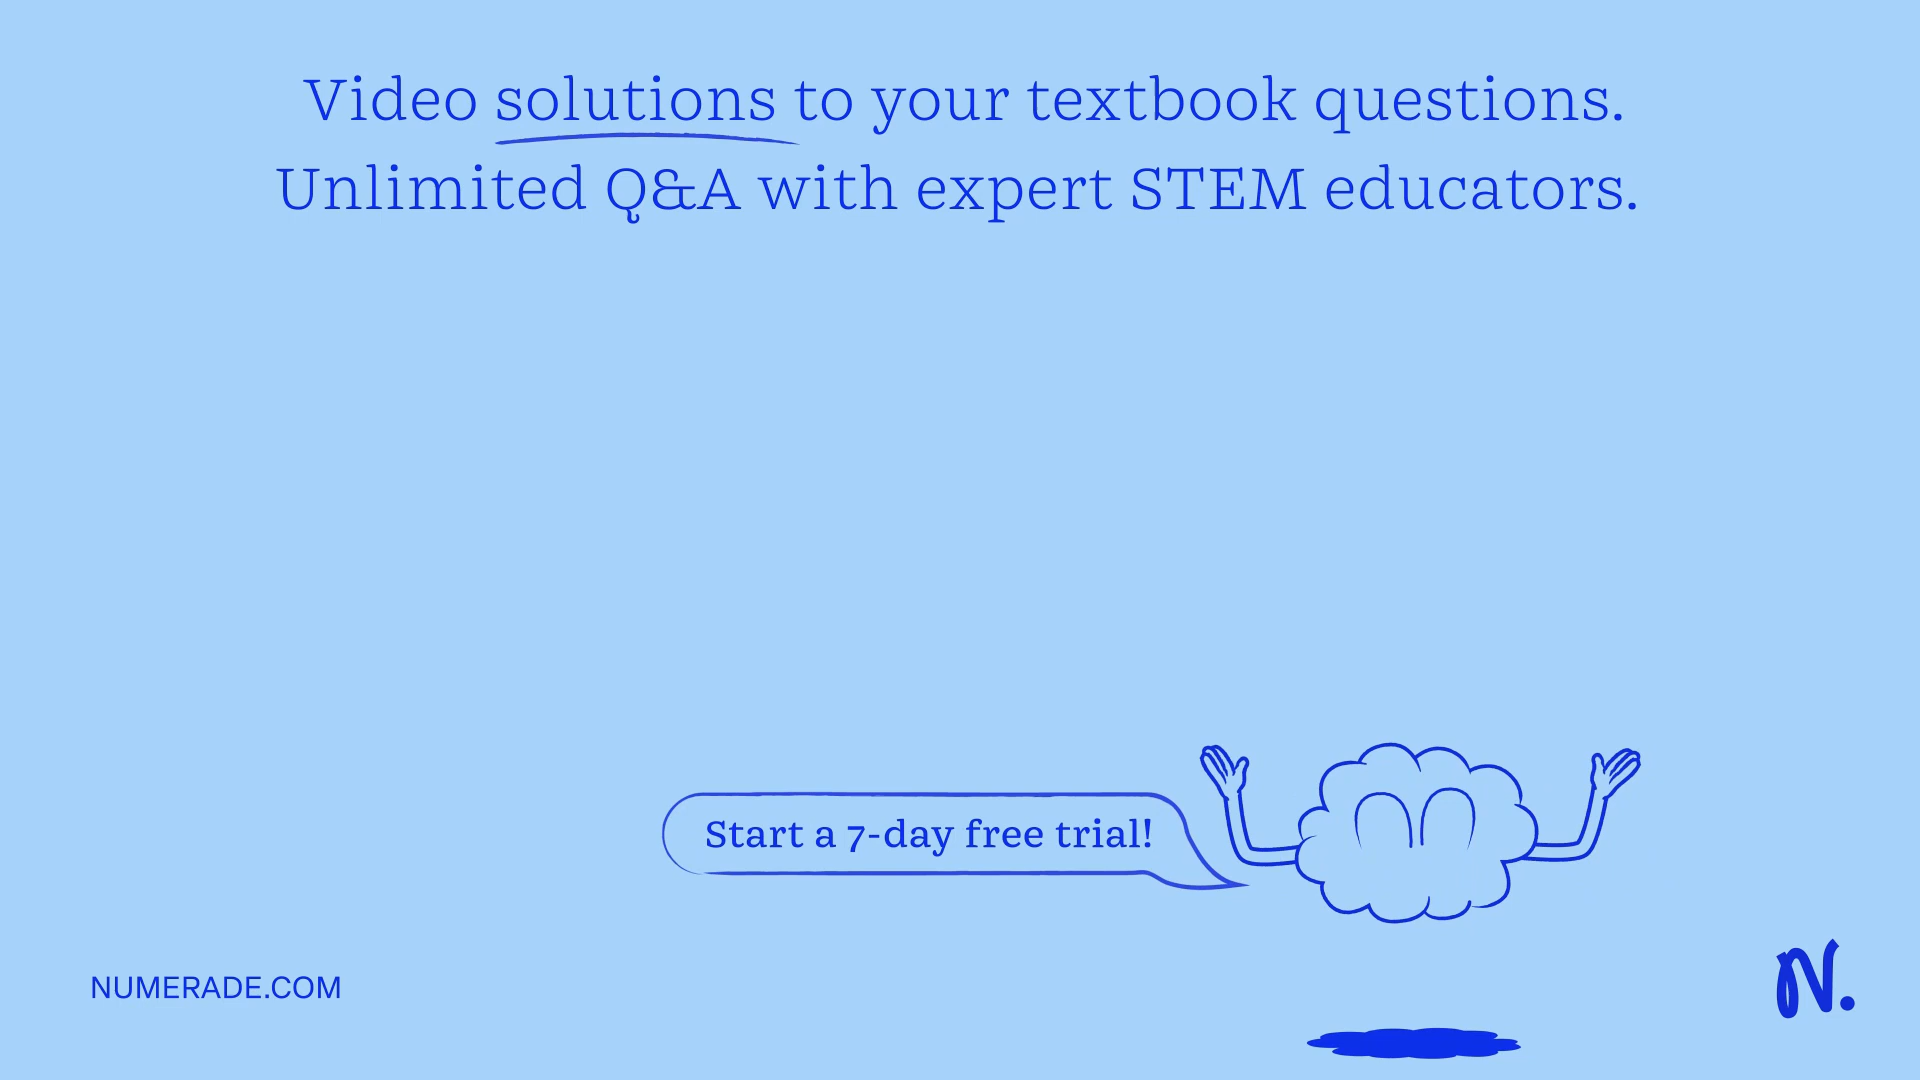 Video solutions to your textbook questions.
Unlimited Q&A with expert STEM educators.
Start a 7-day free trial!
NUMERADE.COM
N.